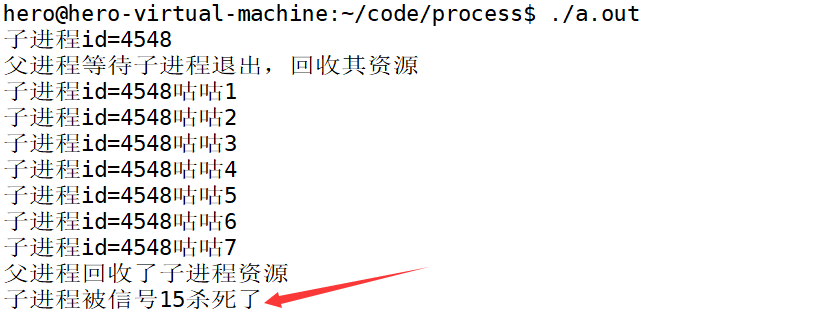 hero@hero-virtual-machine:~/code/process$ ./a.out
子进程id=4548
父进程等待子进程退出，回收其资源
子进程id=4548咕咕1
子进程id=4548咕咕2
子进程id=4548咕咕3
子进程id=4548咕咕4
子进程id=4548咕咕5
子进程id=4548咕咕6
子进程id=4548咕咕7
父进程回收了子进程资源
子进程被信号15杀死了